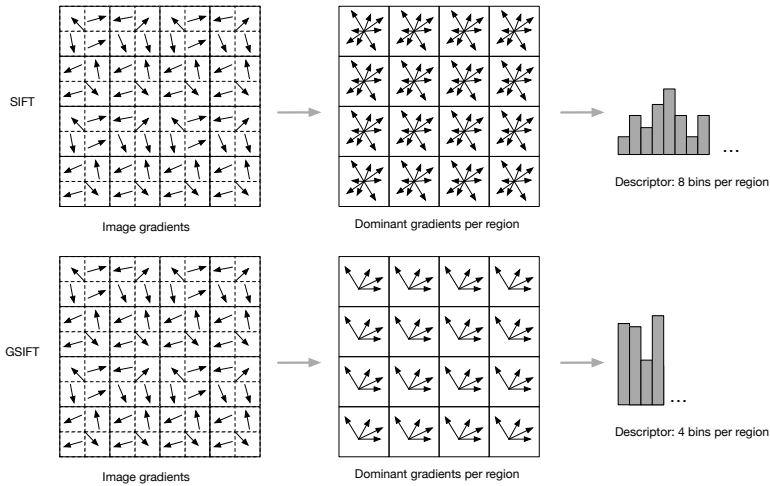 SIFT
Image gradients
Dominant gradients per region
...
Descriptor: 8 bins per region
GSIFT
Image gradients
Dominant gradients per region
...
Descriptor: 4 bins per region